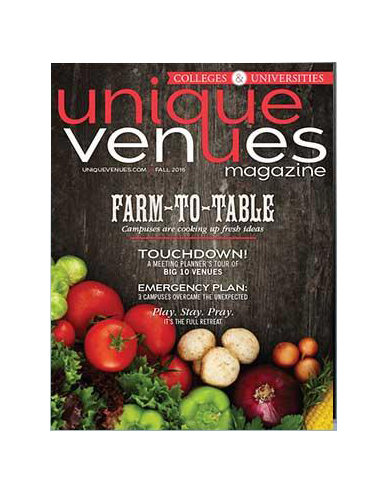 COLLEGES & UNIVERSITIES
unique
venues
magazine
UNIQUEVENUES.COM // FALL 2016
FARM-TO-TABLE
Campuses are cooking up fresh ideas
TOUCHDOWN!
A MEETING PLANNER'S TOUR OF
BIG 10 VENUES
EMERGENCY PLAN:
3 CAMPUSES OVERCAME THE UNEXPECTED
Play. Stay. Pray.
IT'S THE FULL RETREAT